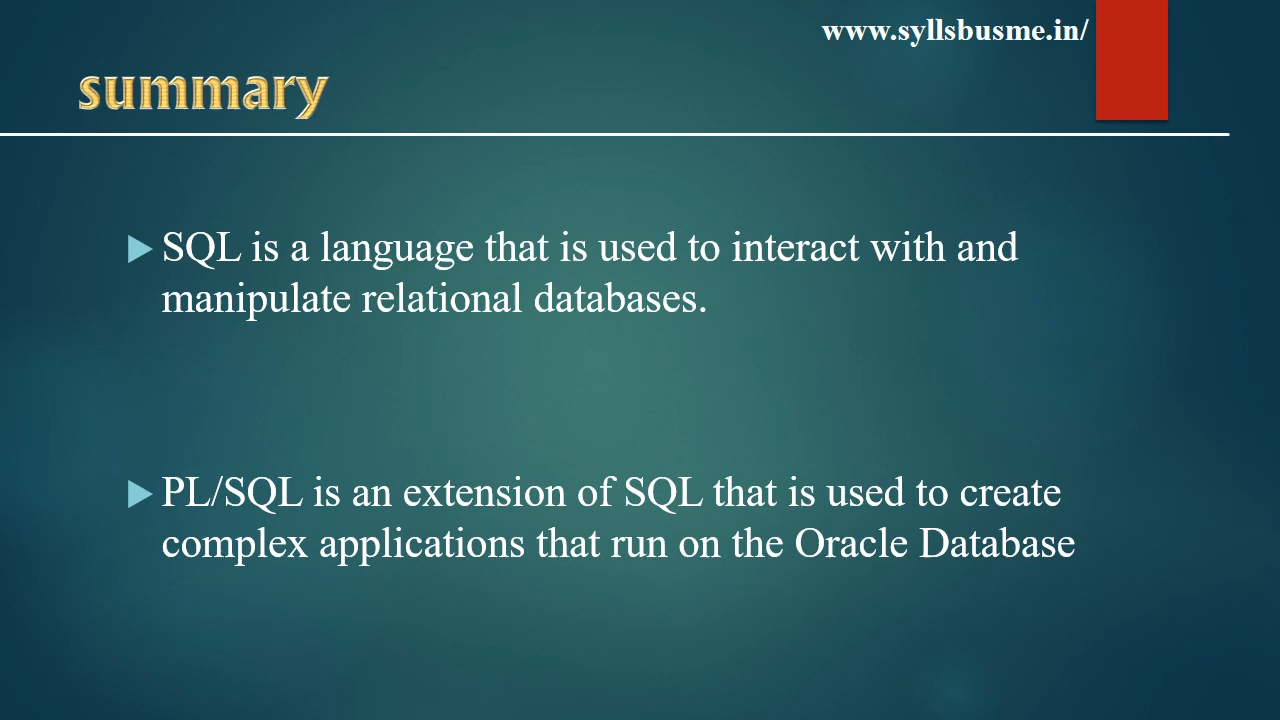 www.syllsbusme.in/
summary
SQL is a language that is used to interact with and
manipulate relational databases.
PL/SQL is an extension of SQL that is used to create
complex applications that run on the Oracle Database